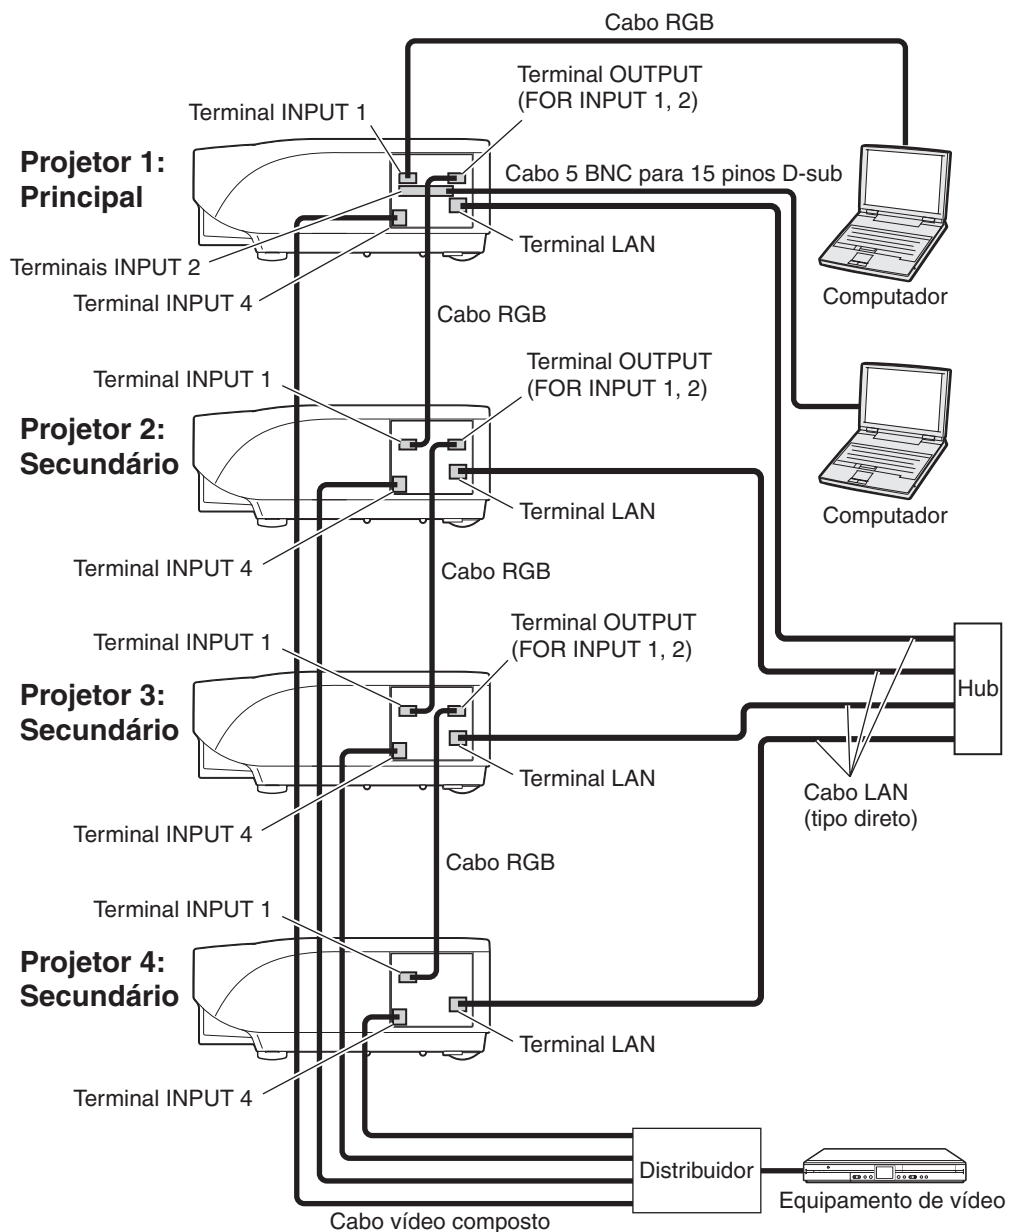 Cabo RGB
Terminal OUTPUT
(FOR INPUT 1, 2)
Terminal INPUT 1
Projetor 1:
Principal
Cabo 5 BNC para 15 pinos D-sub
Terminal LAN
Terminais INPUT 2
Terminal INPUT 4
Computador
Cabo RGB
Terminal OUTPUT
(FOR INPUT 1, 2)
Terminal INPUT 1
Projetor 2:
Secundário
Terminal LAN
Computador
Terminal INPUT 4
Cabo RGB
Terminal OUTPUT
(FOR INPUT 1, 2)
Terminal INPUT 1
Projetor 3:
Secundário
Hub
Terminal LAN
Cabo LAN
(tipo direto)
Terminal INPUT 4
Cabo RGB
Terminal INPUT 1
Projetor 4:
Secundário
Terminal LAN
Terminal INPUT 4
Distribuidor
Equipamento de vídeo
Cabo vídeo composto